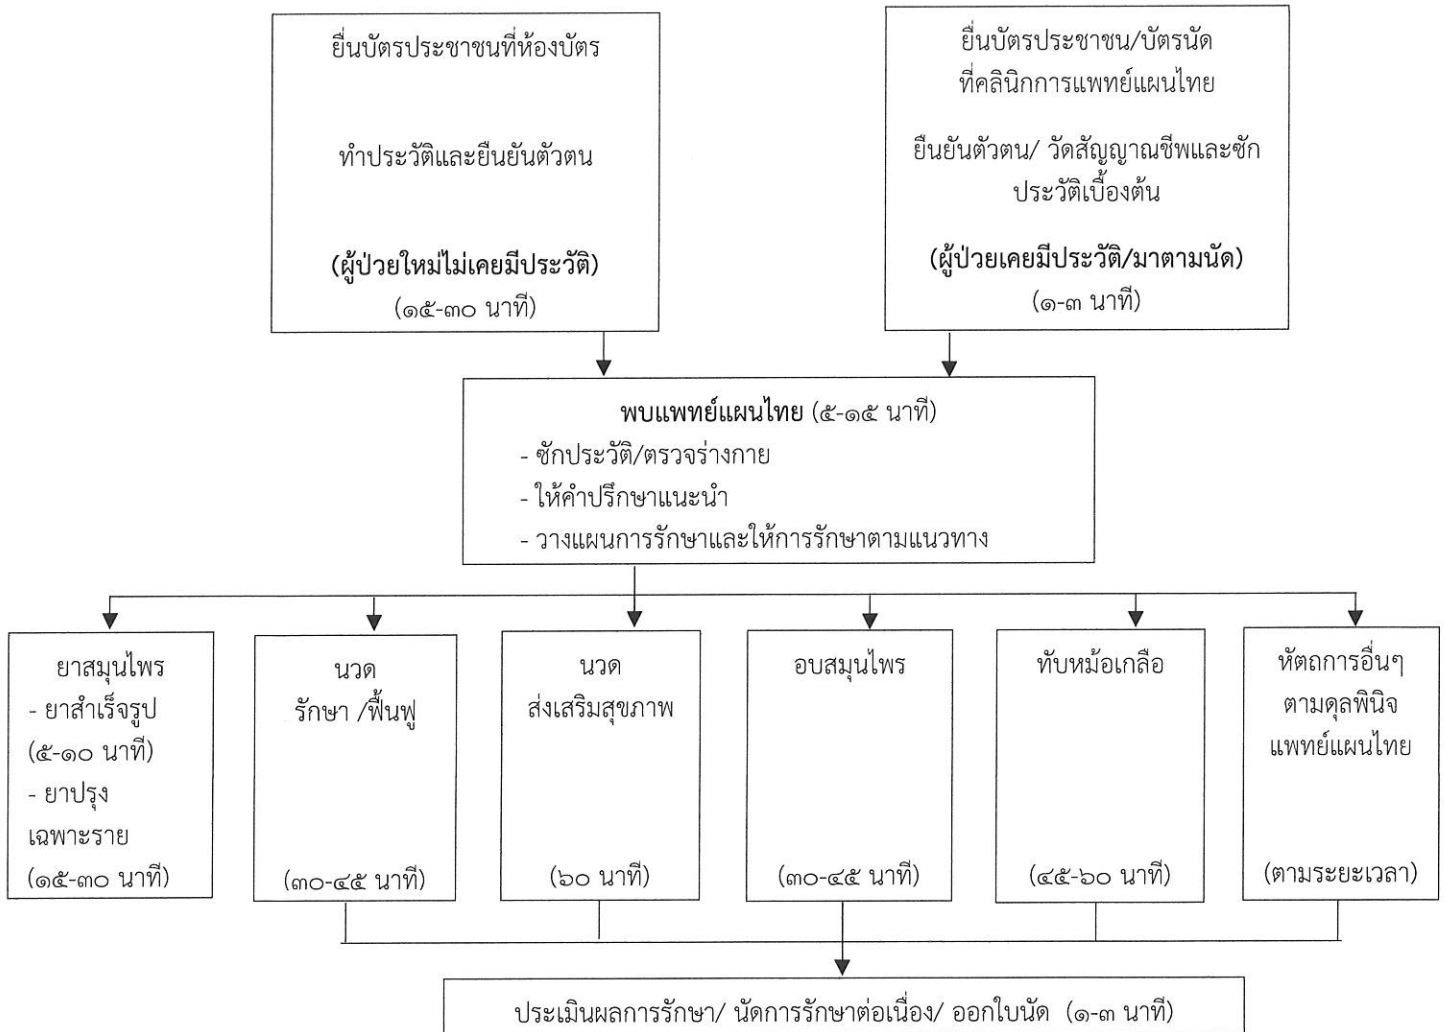 ยื่นบัตรประชาชนที่ห้องบัตร
ทำประวัติและยืนยันตัวตน
(ผู้ป่วยใหม่ไม่เคยมีประวัติ)
(๑๕-๓๐ นาที)
ยื่นบัตรประชาชน/บัตรนัด
ที่คลินิกการแพทย์แผนไทย
ยืนยันตัวตน/ วัดสัญญาณชีพและซัก
ประวัติเบื้องต้น
(ผู้ป่วยเคยมีประวัติ/มาตามนัด)
(๑-๓ นาที)
พบแพทย์แผนไทย (๕-๑๕ นาที)
- ซักประวัติ/ตรวจร่างกาย
- ให้คำปรึกษาแนะนำ
- วางแผนการรักษาและให้การรักษาตามแนวทาง
ยาสมุนไพร
- ยาสำเร็จรูป
(๕-๑๐ นาที)
- ยาปรุง
เฉพาะราย
(๑๕-๓๐ นาที)
นวด
รักษา /ฟื้นฟู
(๓๐-๔๕ นาที)
นวด
ส่งเสริมสุขภาพ
(๖๐ นาที)
อบสมุนไพร
(๓๐-๔๕ นาที)
ทับหม้อเกลือ
(๔๕-๖๐ นาที)
หัตถการอื่นๆ
ตามดุลพินิจ
แพทย์แผนไทย
(ตามระยะเวลา)
ประเมินผลการรักษา/ นัดการรักษาต่อเนื่อง/ ออกใบนัด (๑-๓ นาที)